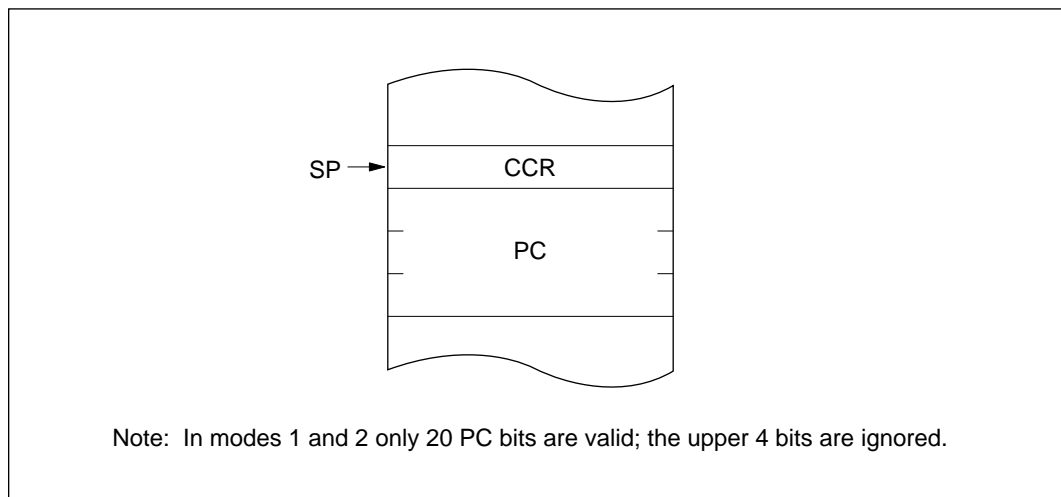 SP
CCR
PC
Note: In modes 1 and 2 only 20 PC bits are valid; the upper 4 bits are ignored.